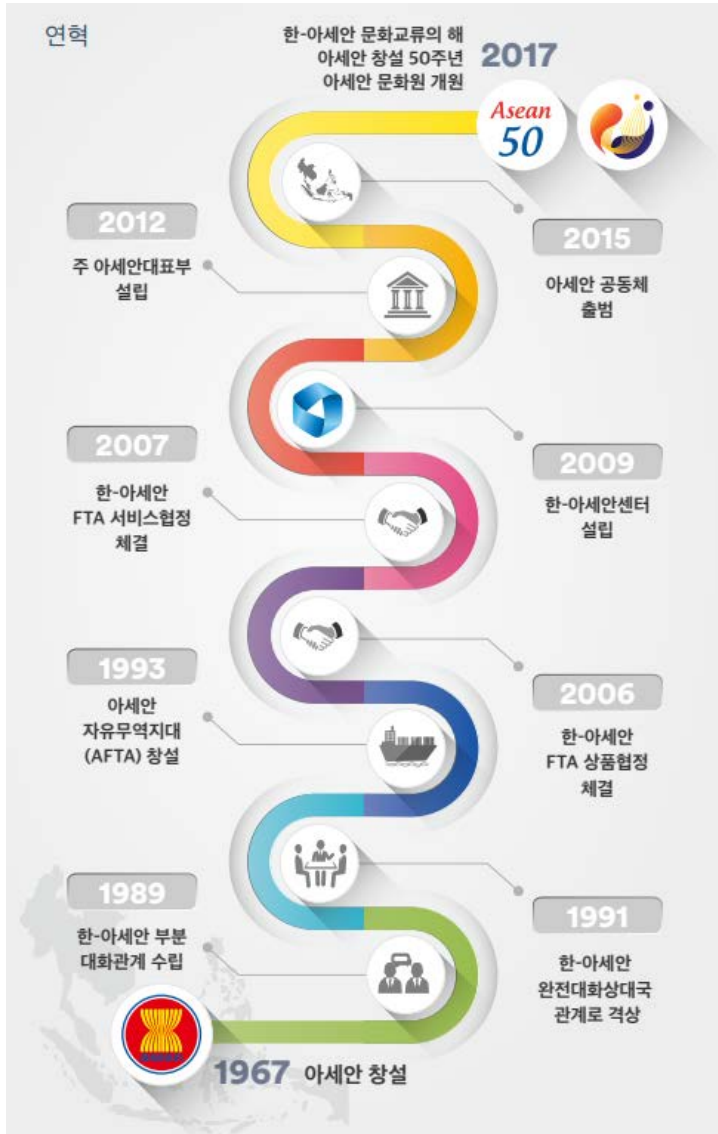 연혁
한-아세안 문화교류의 해
아세안 창설 50주년
아세안 문화원 개원
2017
Asean
50
2012
주 아세안대표부
설립
2015
아세안 공동체
출범
2007
한-아세안
FTA 서비스협정
체결
2009
한-아세안센터
설립
1993
아세안
자유무역지대
(AFTA) 창설
2006
한-아세안
FTA 상품협정
체결
1989
한-아세안 부분
대화관계 수립
1991
한-아세안
완전대화상대국
관계로 격상
1967 아세안 창설